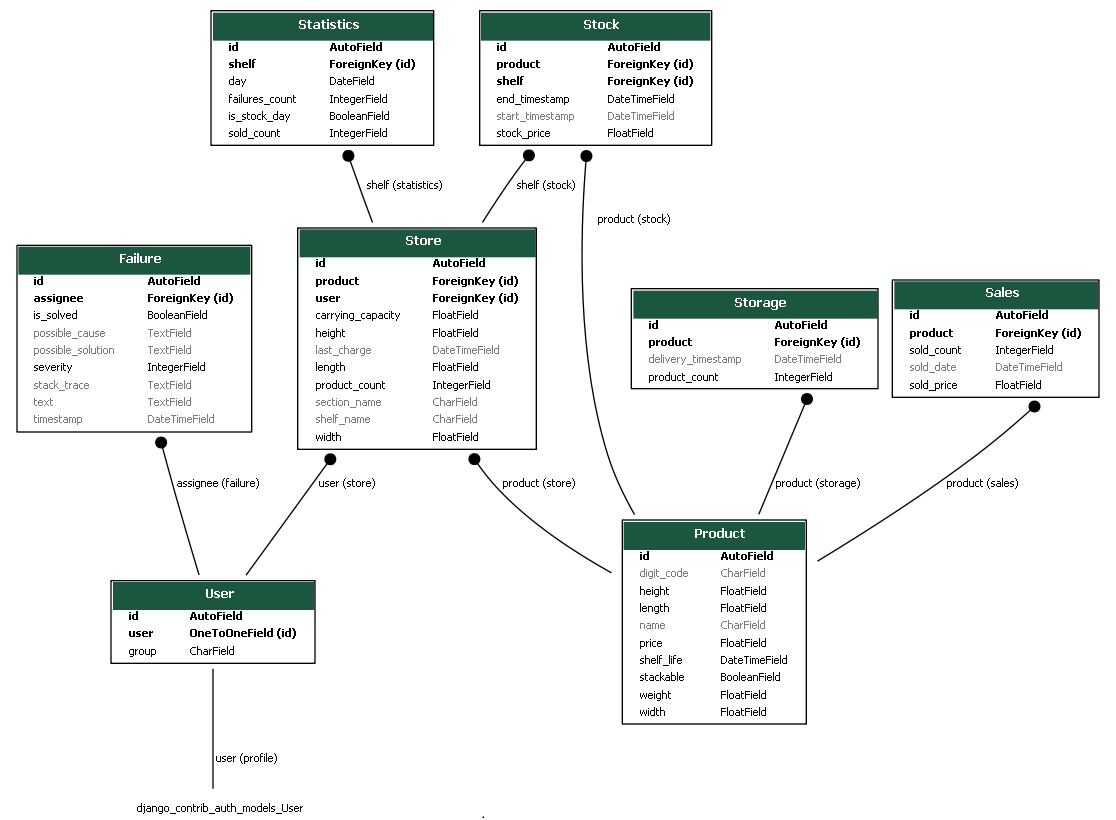 Statistics
id AutoField
shelf ForeignKey (id)
day DateField
failures_count IntegerField
is_stock_day BooleanField
sold_count IntegerField
Stock
id AutoField
product ForeignKey (id)
shelf ForeignKey (id)
end_timestamp DateTimeField
start_timestamp DateTimeField
stock_price FloatField
shelf (statistics)
shelf (stock)
product (stock)
Failure
id AutoField
assignee ForeignKey (id)
is_solved BooleanField
possible_cause TextField
possible_solution TextField
severity IntegerField
stack_trace TextField
text TextField
timestamp DateTimeField
Store
id AutoField
product ForeignKey (id)
user ForeignKey (id)
carrying_capacity FloatField
height FloatField
last_charge DateTimeField
length FloatField
product_count IntegerField
section_name CharField
shelf_name CharField
width FloatField
Storage
id AutoField
product ForeignKey (id)
delivery_timestamp DateTimeField
product_count IntegerField
Sales
id AutoField
product ForeignKey (id)
sold_count IntegerField
sold_date DateTimeField
sold_price FloatField
assignee (failure)
user (store)
product (store)
product (storage)
product (sales)
User
id AutoField
user OneToOneField (id)
group CharField
Product
id AutoField
digit_code CharField
height FloatField
length FloatField
name CharField
price FloatField
shelf_life DateTimeField
stackable BooleanField
weight FloatField
width FloatField
user (profile)
django_contrib_auth_models_User